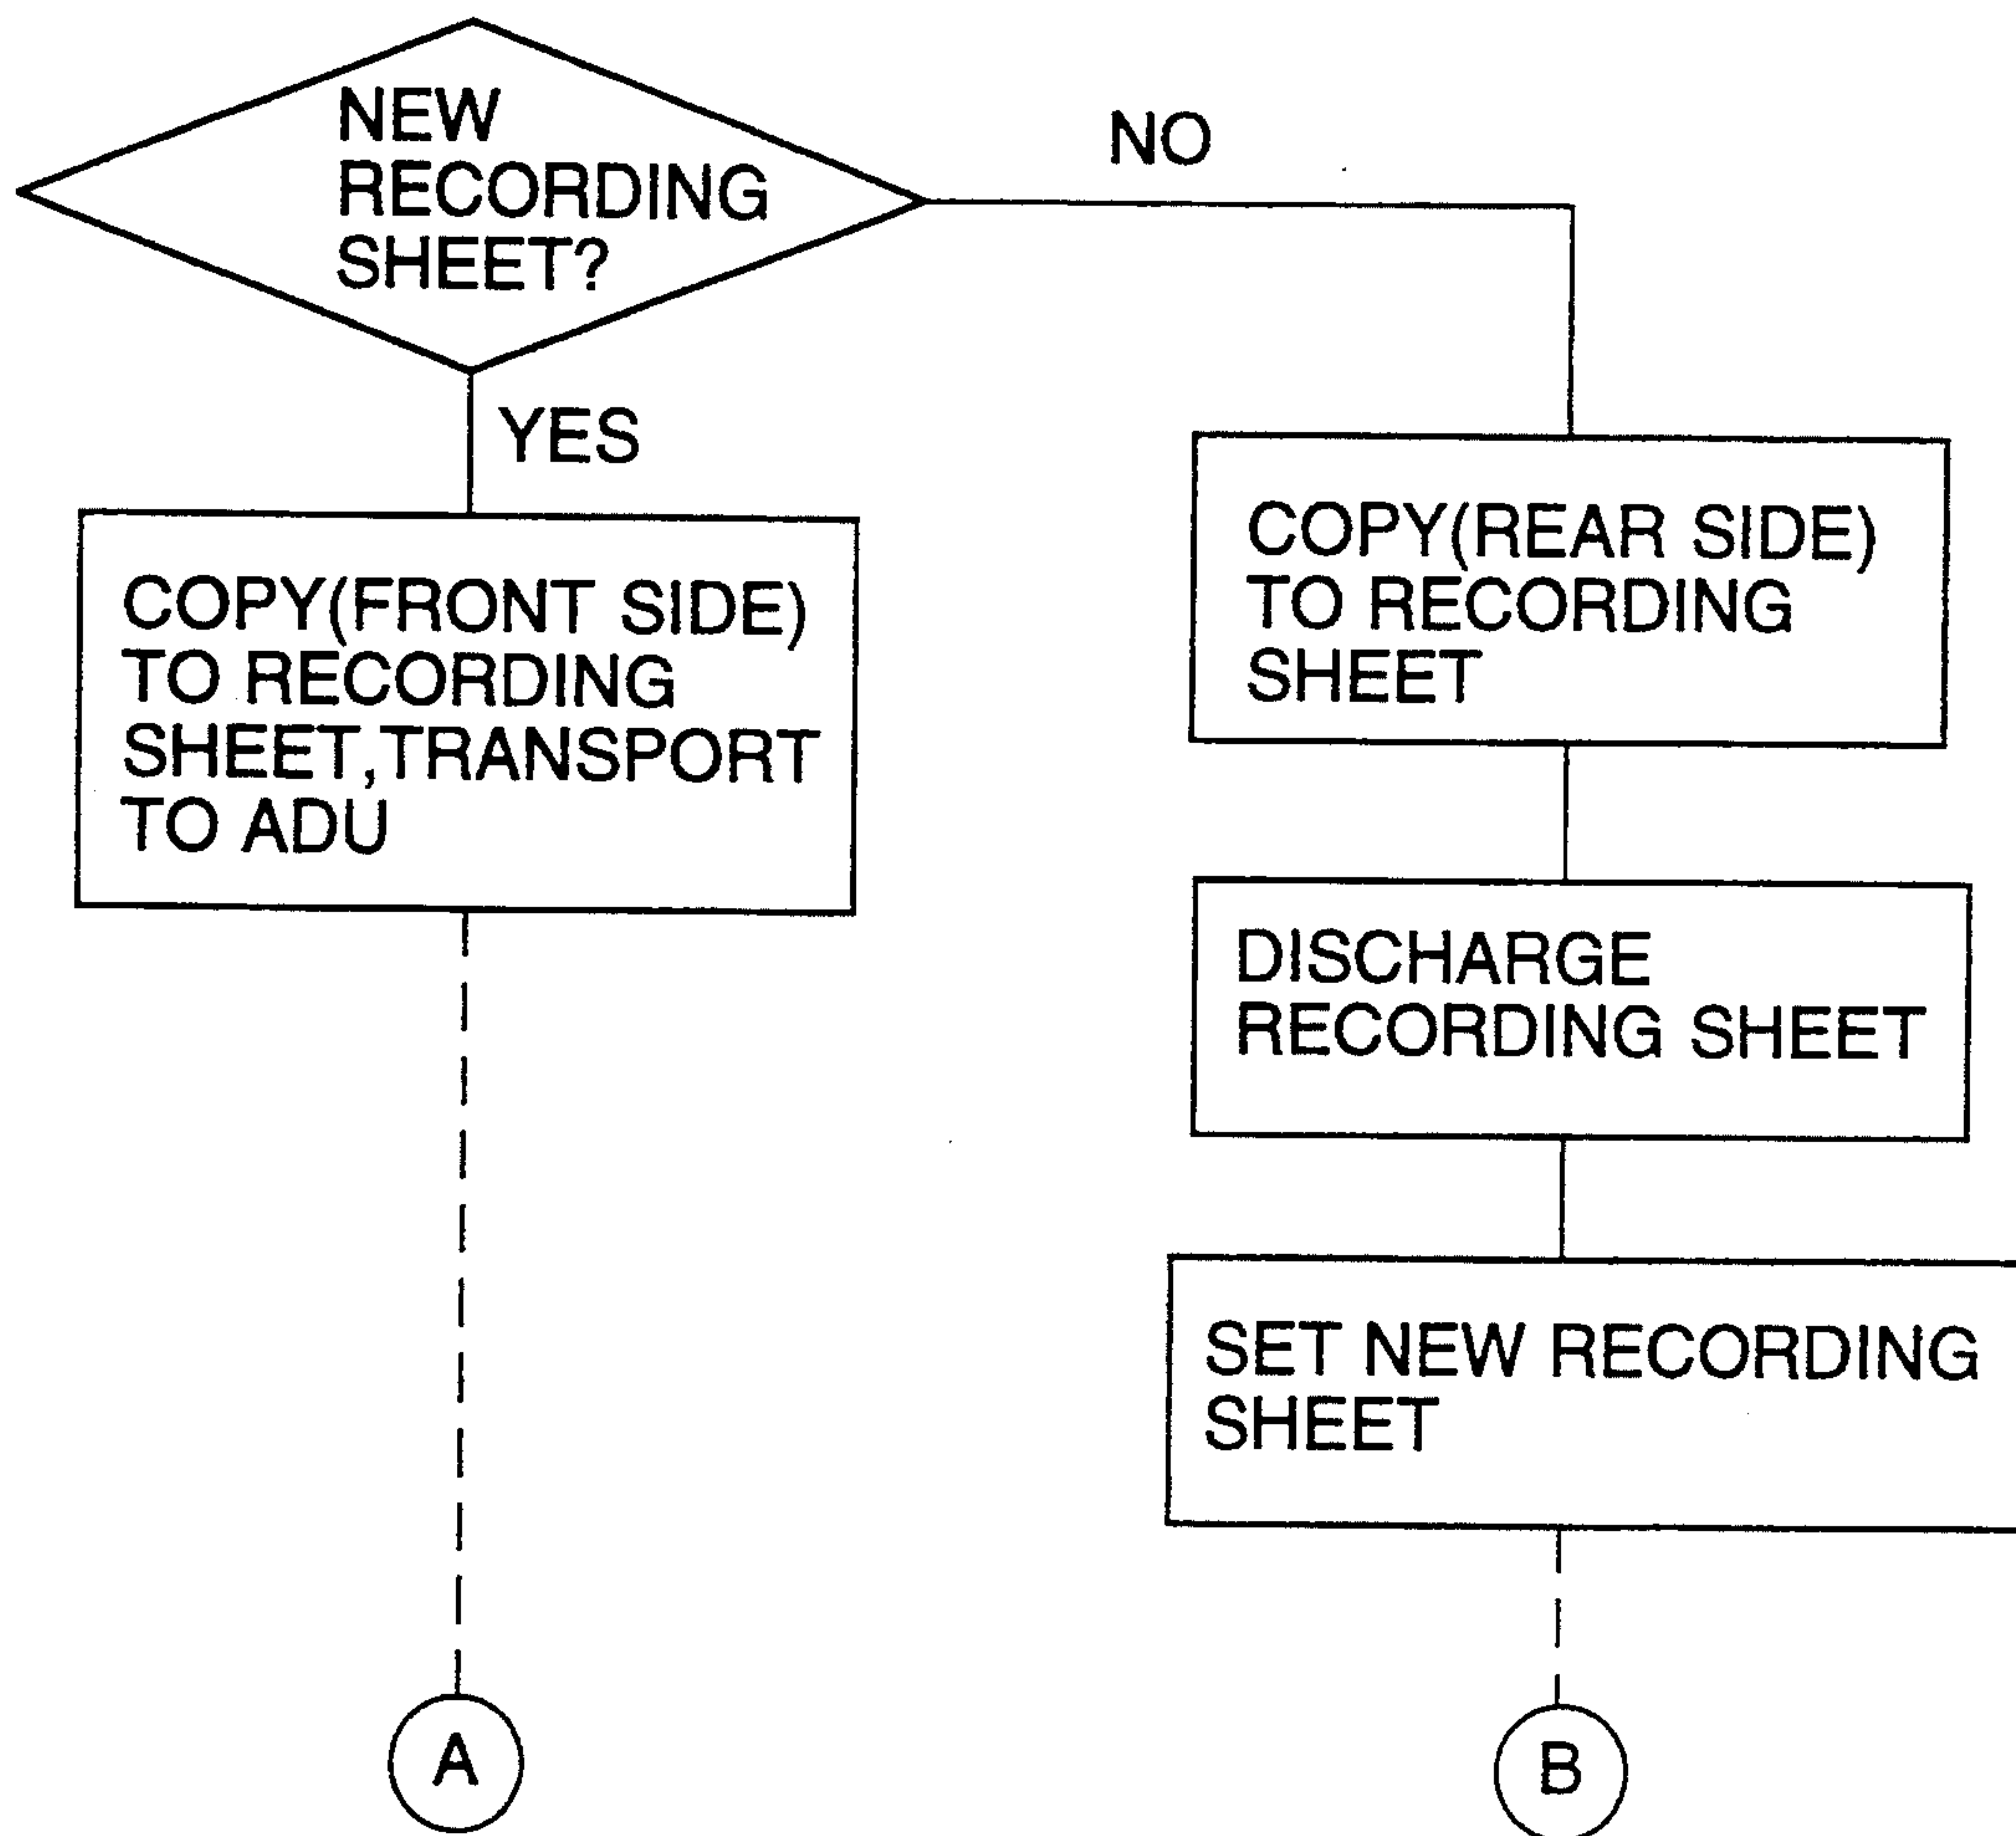 NEW
RECORDING
SHEET?
NO
YES
COPY(FRONT SIDE)
TO RECORDING
SHEET,TRANSPORT
TO ADU
COPY(REAR SIDE)
TO RECORDING
SHEET
DISCHARGE
RECORDING SHEET
SET NEW RECORDING
SHEET
A
B